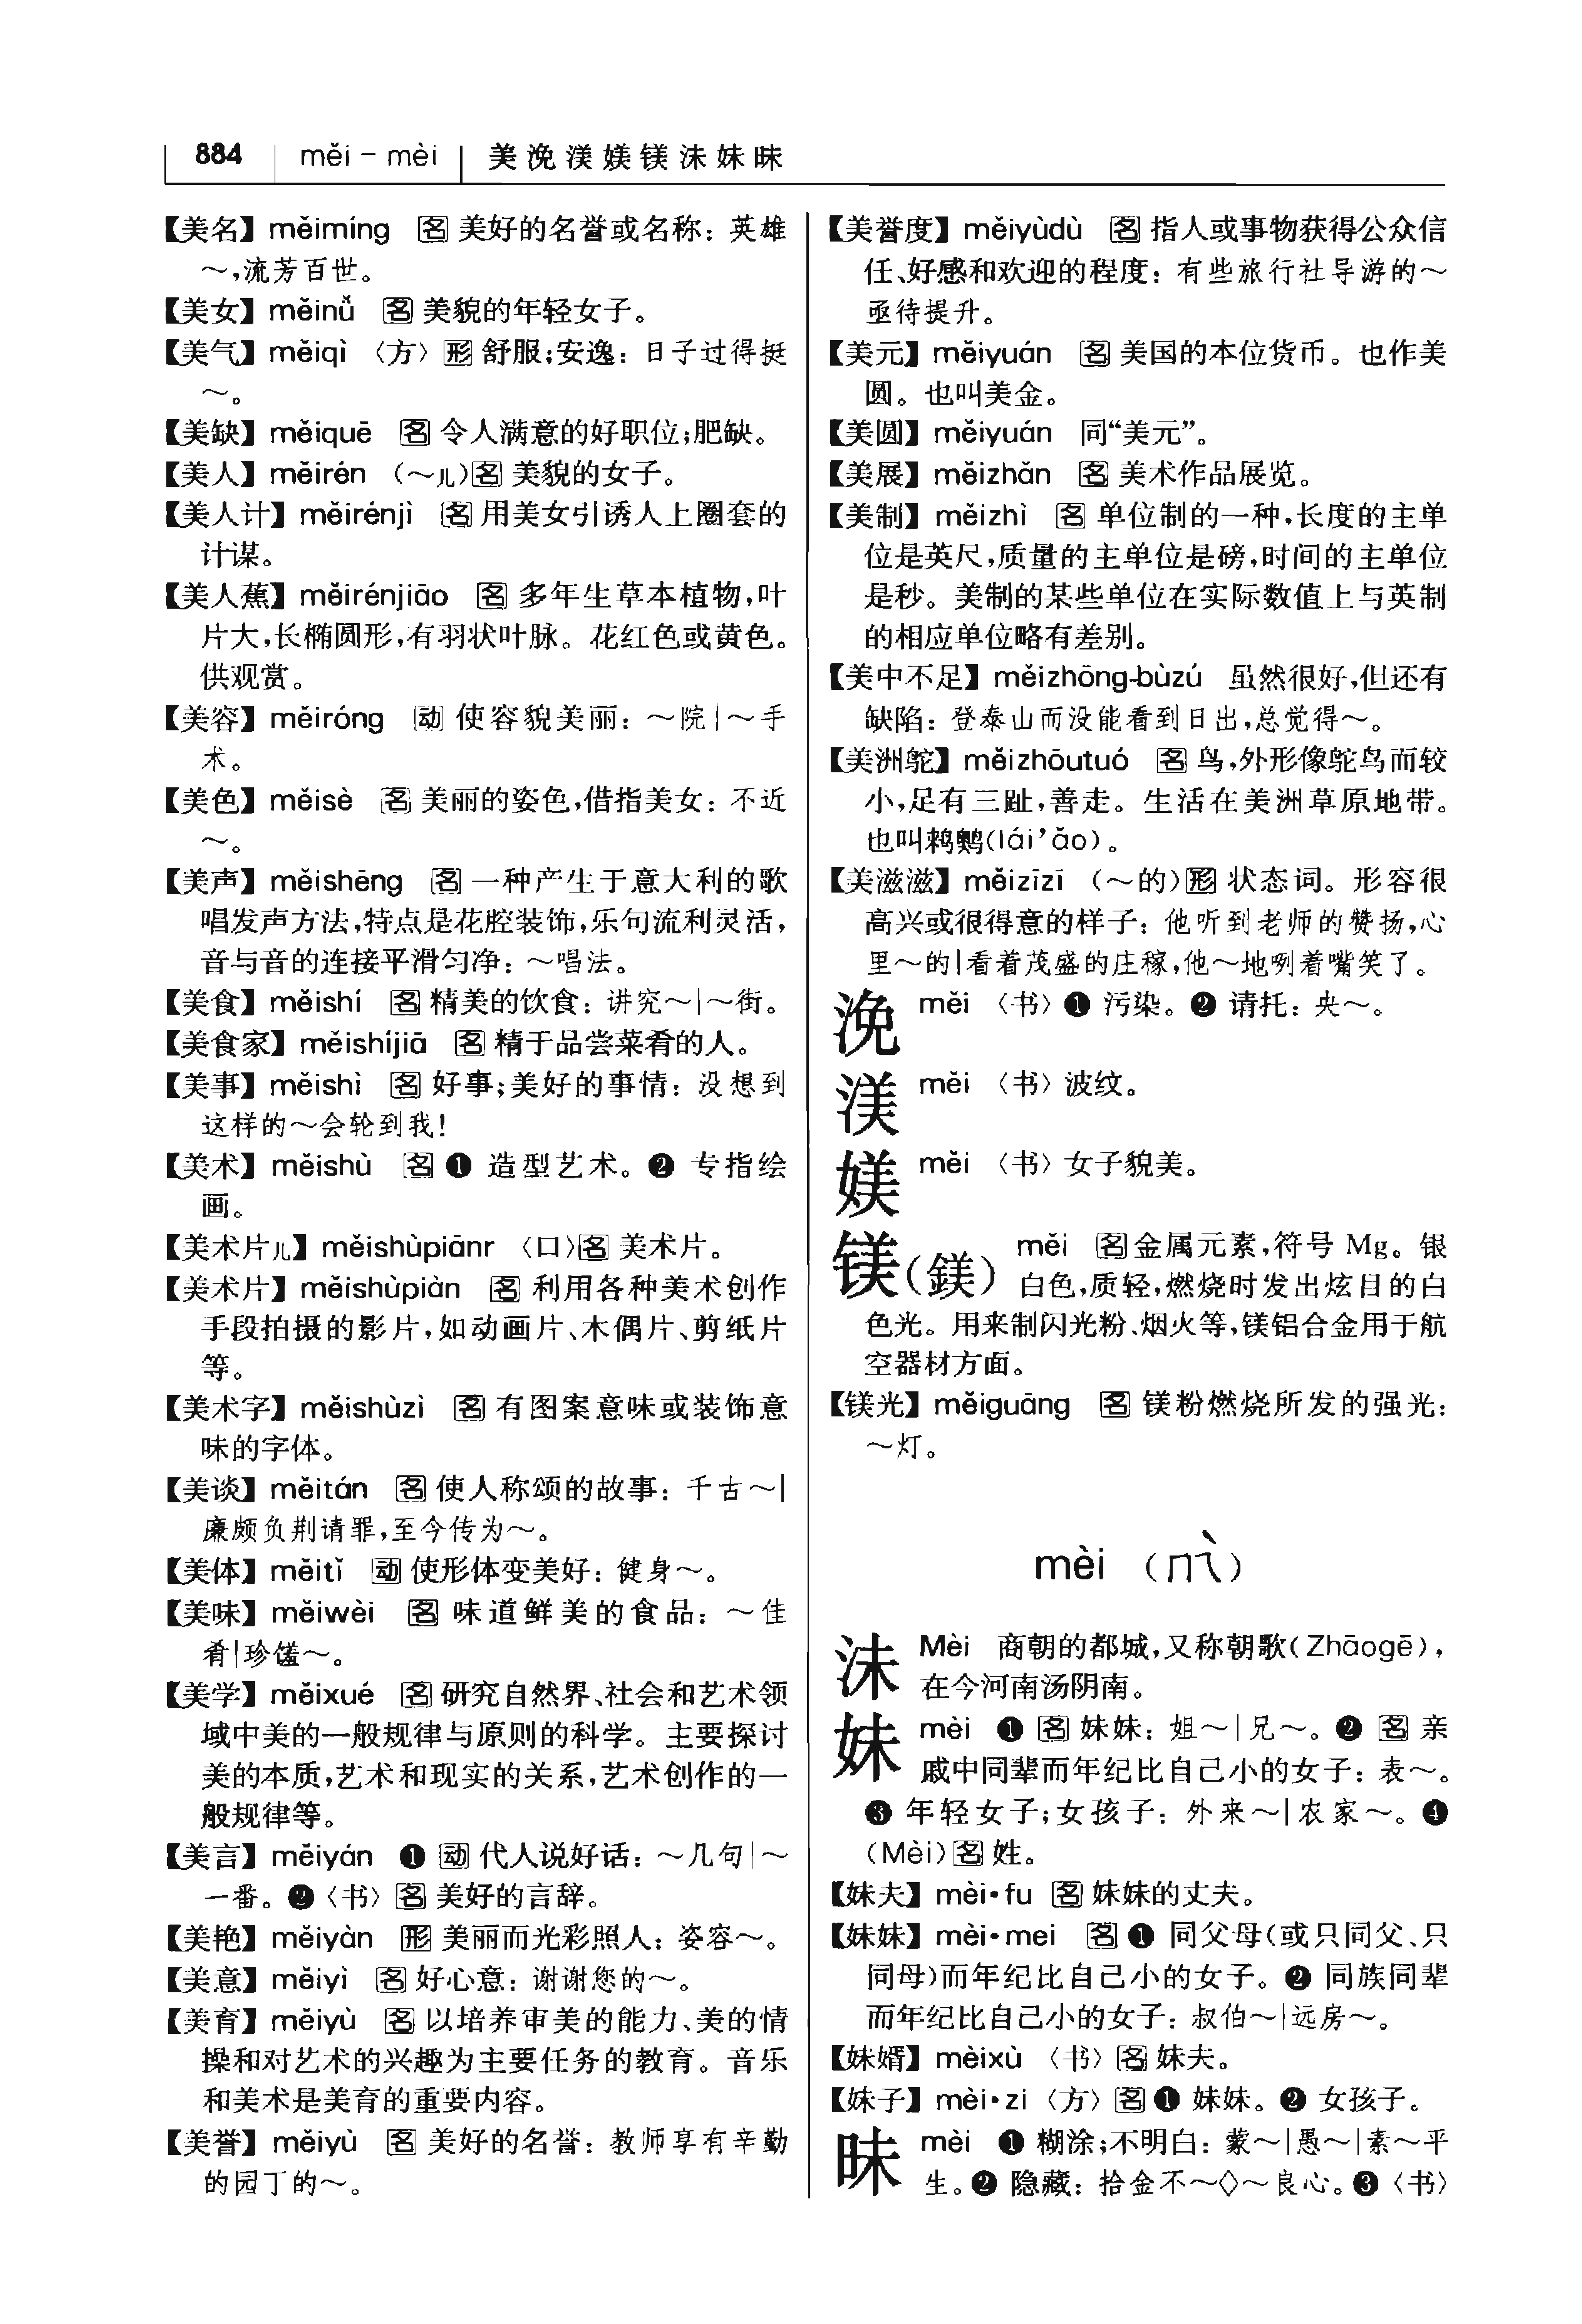 884 měi – mèi 美浼渼媄镁沬妹昧
【美名】měimíng 名 美好的名誉或名称：英雄
～，流芳百世。
【美女】měinǚ 名 美貌的年轻女子。
【美气】měiqì 〈方〉形 舒服；安逸：日子过得挺
～。
【美缺】měiquē 名 令人满意的好职位；肥缺。
【美人】měirén （～儿）名 美貌的女子。
【美人计】měirénjì 名 用美女引诱人上圈套的
计谋。
【美人蕉】měirénjiāo 名 多年生草本植物，叶
片大，长椭圆形，有羽状叶脉。花红色或黄色。
供观赏。
【美容】měiróng 动 使容貌美丽：～院|～手
术。
【美色】měisè 名 美丽的姿色，借指美女：不近
～。
【美声】měishēng 名 一种产生于意大利的歌
唱发声方法，特点是花腔装饰，乐句流利灵活，
音与音的连接平滑匀净：～唱法。
【美食】měishí 名 精美的饮食：讲究～|～街。
【美食家】měishíjiā 名 精于品尝菜肴的人。
【美事】měishì 名 好事；美好的事情：没想到
这样的～会轮到我！
【美术】měishù 名 ❶ 造型艺术。❷ 专指绘
画。
【美术片儿】měishùpiānr 〈口〉名 美术片。
【美术片】měishùpiàn 名 利用各种美术创作
手段拍摄的影片，如动画片、木偶片、剪纸片
等。
【美术字】měishùzì 名 有图案意味或装饰意
味的字体。
【美谈】měitán 名 使人称颂的故事：千古～|
廉颇负荆请罪，至今传为～。
【美体】měitǐ 动 使形体变美好：健身～。
【美味】měiwèi 名 味道鲜美的食品：～佳
肴|珍馐～。
【美学】měixué 名 研究自然界、社会和艺术领
域中美的一般规律与原则的科学。主要探讨
美的本质，艺术和现实的关系，艺术创作的一
般规律等。
【美言】měiyán ❶ 动 代人说好话：～几句|～
一番。❷〈书〉名 美好的言辞。
【美艳】měiyàn 形 美丽而光彩照人：姿容～。
【美意】měiyì 名 好心意：谢谢您的～。
【美育】měiyù 名 以培养审美的能力、美的情
操和对艺术的兴趣为主要任务的教育。音乐
和美术是美育的重要内容。
【美誉】měiyù 名 美好的名誉：教师享有辛勤
的园丁的～。
【美誉度】měiyùdù 名 指人或事物获得公众信
任、好感和欢迎的程度：有些旅行社导游的～
亟待提升。
【美元】měiyuán 名 美国的本位货币。也作美
圆。也叫美金。
【美圆】měiyuán 同“美元”。
【美展】měizhǎn 名 美术作品展览。
【美制】měizhì 名 单位制的一种，长度的主单
位是英尺，质量的主单位是磅，时间的主单位
是秒。美制的某些单位在实际数值上与英制
的相应单位略有差别。
【美中不足】měizhōng-bùzú 虽然很好，但还有
缺陷：登泰山而没能看到日出，总觉得～。
【美洲鸵】měizhōutuó 名 鸟，外形像鸵鸟而较
小，足有三趾，善走。生活在美洲草原地带。
也叫鹈䴈(lái’ǎo)。
【美滋滋】měizīzī （～的）形 状态词。形容很
高兴或很得意的样子：他听到老师的赞扬，心
里～的|看着茂盛的庄稼，他～地咧着嘴笑了。
浼 měi 〈书〉❶ 污染。❷ 请托：央～。
渼 měi 〈书〉波纹。
媄 měi 〈书〉女子貌美。
镁（鎂） měi 名 金属元素，符号 Mg。银
白色，质轻，燃烧时发出炫目的白
色光。用来制闪光粉、烟火等，镁铝合金用于航
空器材方面。
【镁光】měiguāng 名 镁粉燃烧所发的强光：
～灯。
mèi （ㄇㄟˋ）
沬 Mèi 商朝的都城，又称朝歌（Zhāogē），
在今河南汤阴南。
妹 mèi ❶ 名 妹妹：姐～|兄～。❷ 名 亲
戚中同辈而年纪比自己小的女子：表～。
❸ 年轻女子；女孩子：外来～|农家～。❹
（Mèi）名 姓。
【妹夫】mèi•fu 名 妹妹的丈夫。
【妹妹】mèi•mei 名 ❶ 同父母（或只同父、只
同母）而年纪比自己小的女子。❷ 同族同辈
而年纪比自己小的女子：叔伯～|远房～。
【妹婿】mèixù 〈书〉名 妹夫。
【妹子】mèi•zi 〈方〉名 ❶ 妹妹。❷ 女孩子。
昧 mèi ❶ 糊涂；不明白：蒙～|愚～|素～平
生。❷ 隐藏：拾金不～◇～良心。❸〈书〉